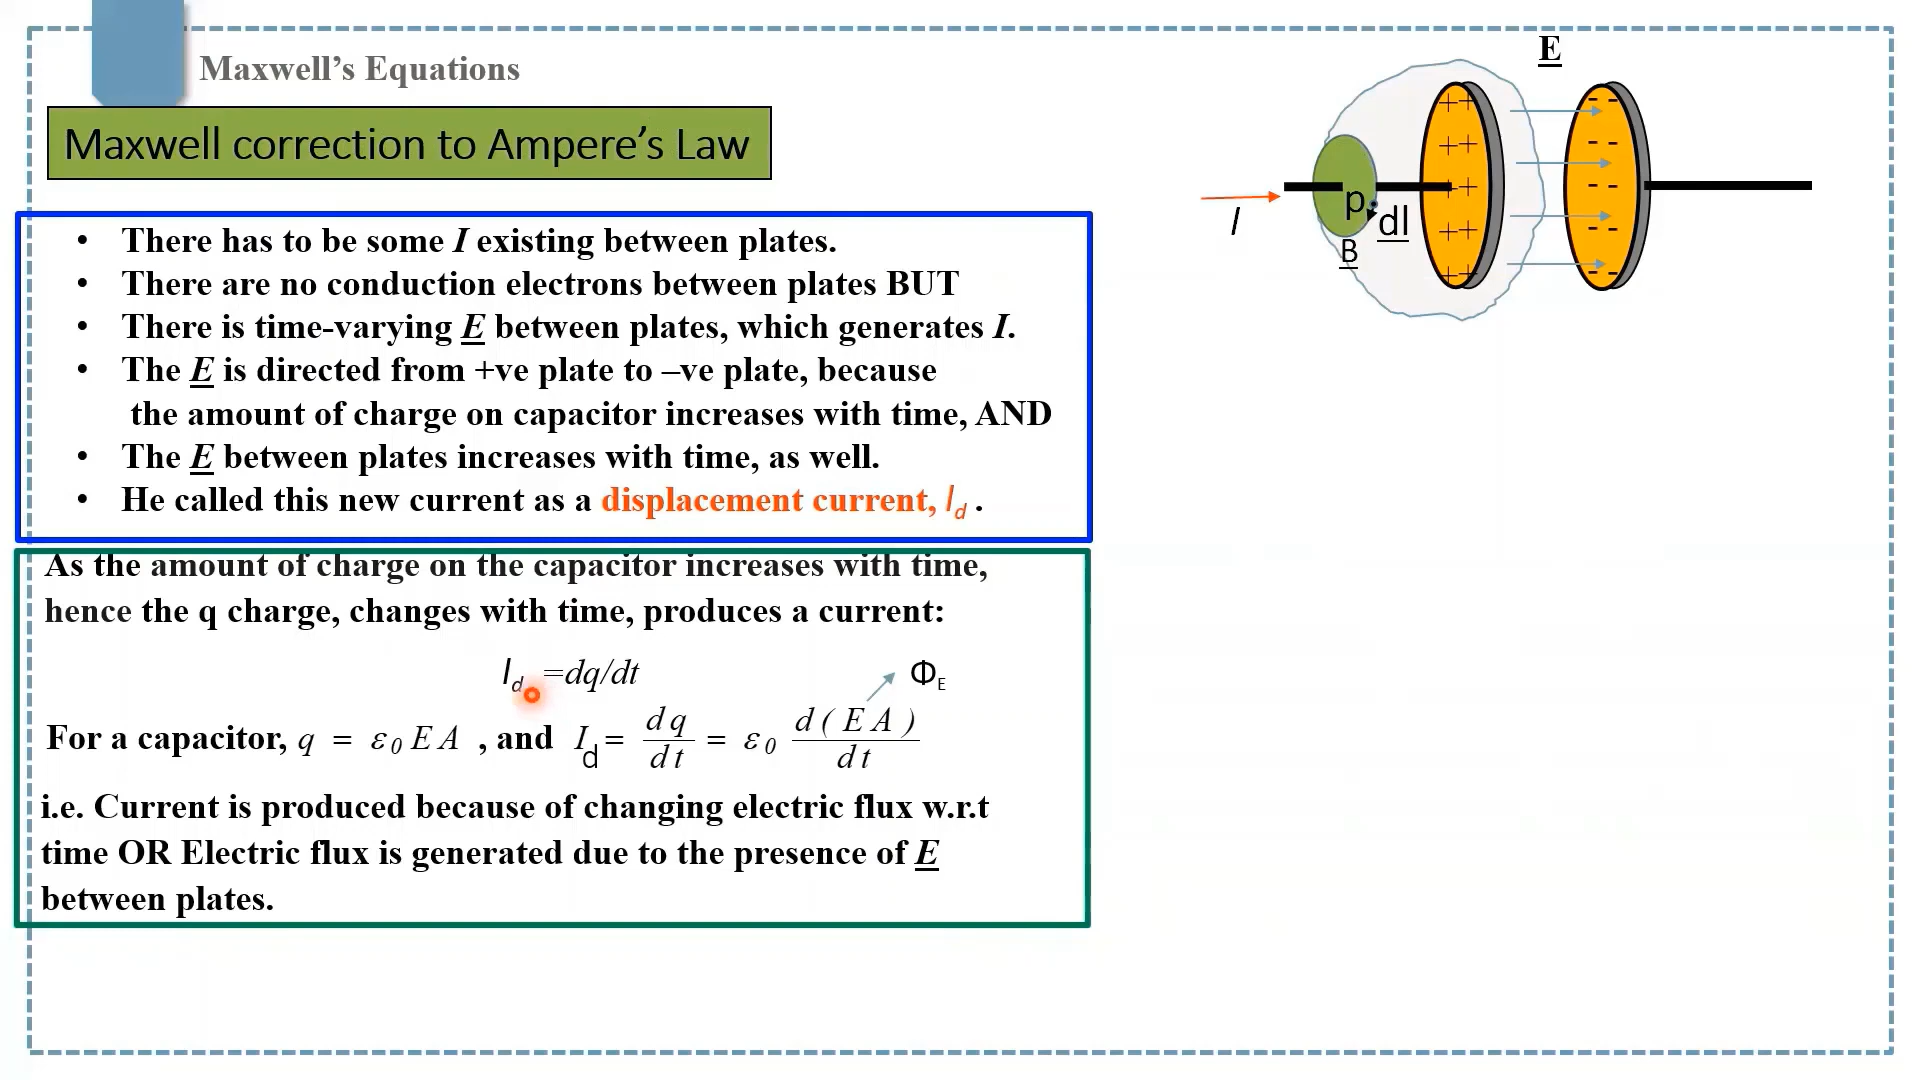 Maxwell’s Equations
Maxwell correction to Ampere’s Law
• There has to be some I existing between plates.
• There are no conduction electrons between plates BUT
• There is time-varying E between plates, which generates I.
• The E is directed from +ve plate to –ve plate, because
the amount of charge on capacitor increases with time, AND
• The E between plates increases with time, as well.
• He called this new current as a displacement current, I_d .
As the amount of charge on the capacitor increases with time,
hence the q charge, changes with time, produces a current:
I_d =dq/dt
Φ_E
For a capacitor, q = ε_0 E A , and I_d = dq/dt = ε_0 d(EA)/dt
i.e. Current is produced because of changing electric flux w.r.t
time OR Electric flux is generated due to the presence of E
between plates.
E
++ - -
++ - -
++ - -
++ - -
++ - -
I
p
dl
B